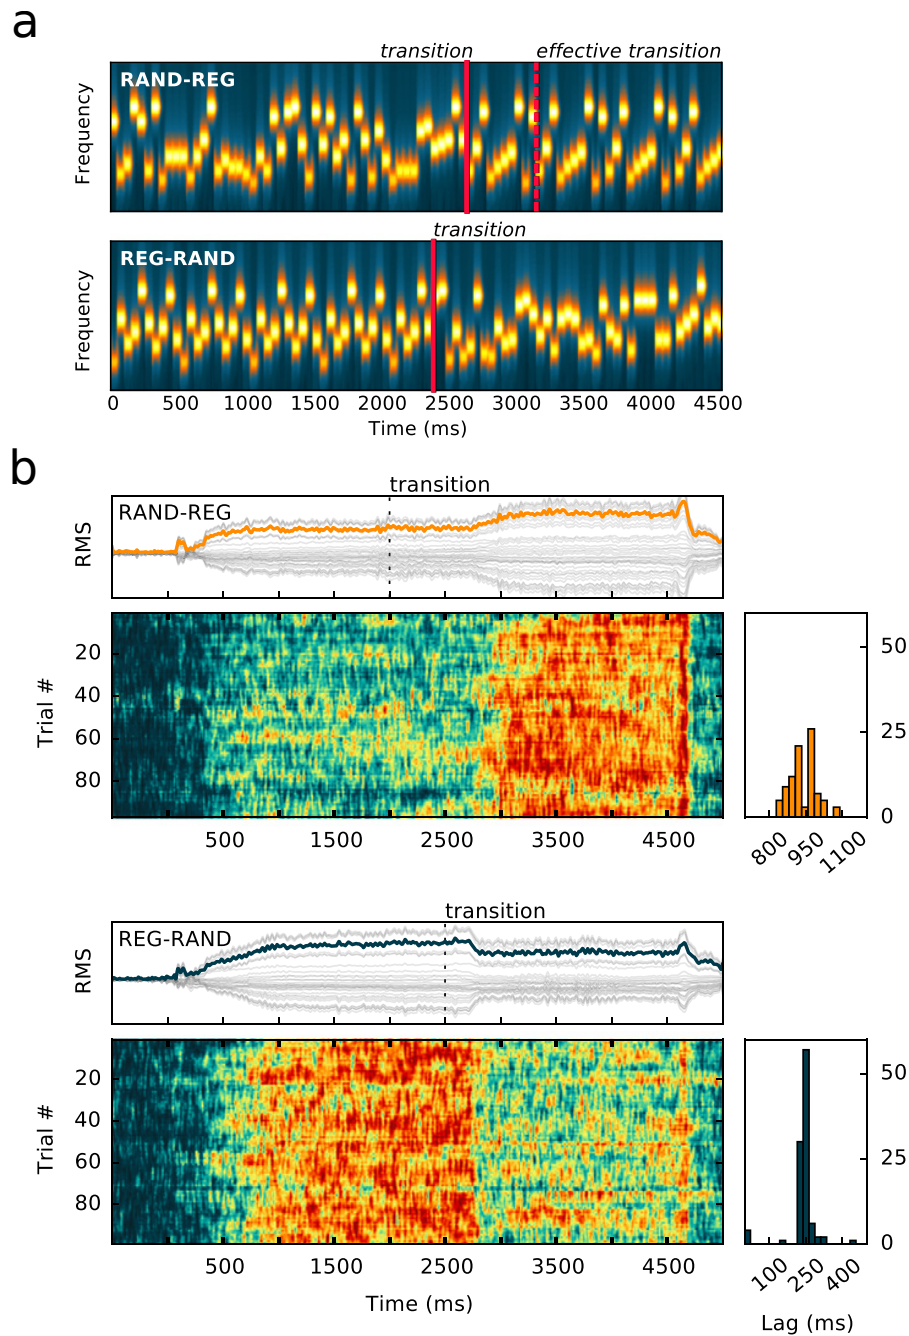 a
transition effective transition
RAND-REG
Frequency
transition
REG-RAND
Frequency
0 500 1000 1500 2000 2500 3000 3500 4000 4500
Time (ms)
b
transition
RAND-REG
RMS
20
40
60
80
Trial #
500 1500 2500 3500 4500
50
25
0
800 950 1100
transition
REG-RAND
RMS
20
40
60
80
Trial #
500 1500 2500 3500 4500
Time (ms)
50
25
0
100 250 400
Lag (ms)